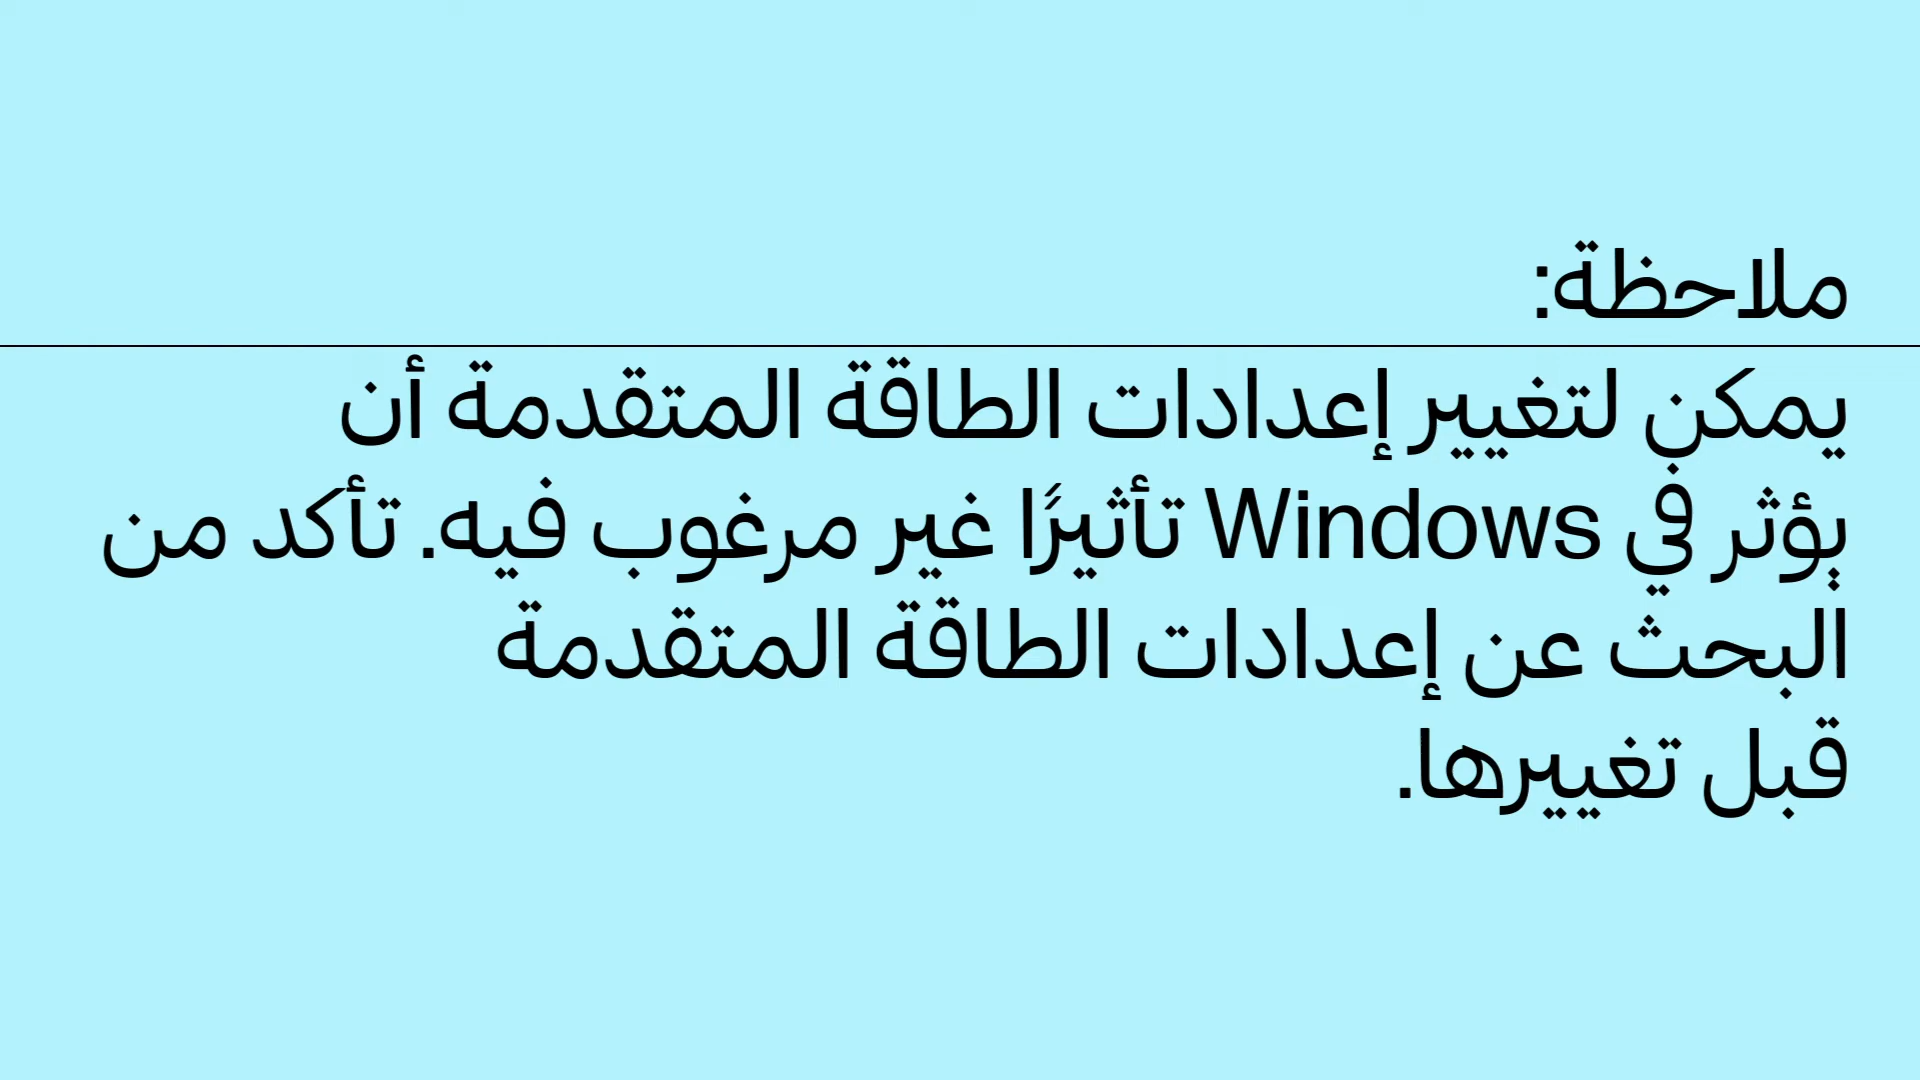 ملاحظة:
يمكن لتغيير إعدادات الطاقة المتقدمة أن
يؤثر في Windows تأثيرًا غير مرغوب فيه. تأكد من
البحث عن إعدادات الطاقة المتقدمة
قبل تغييرها.